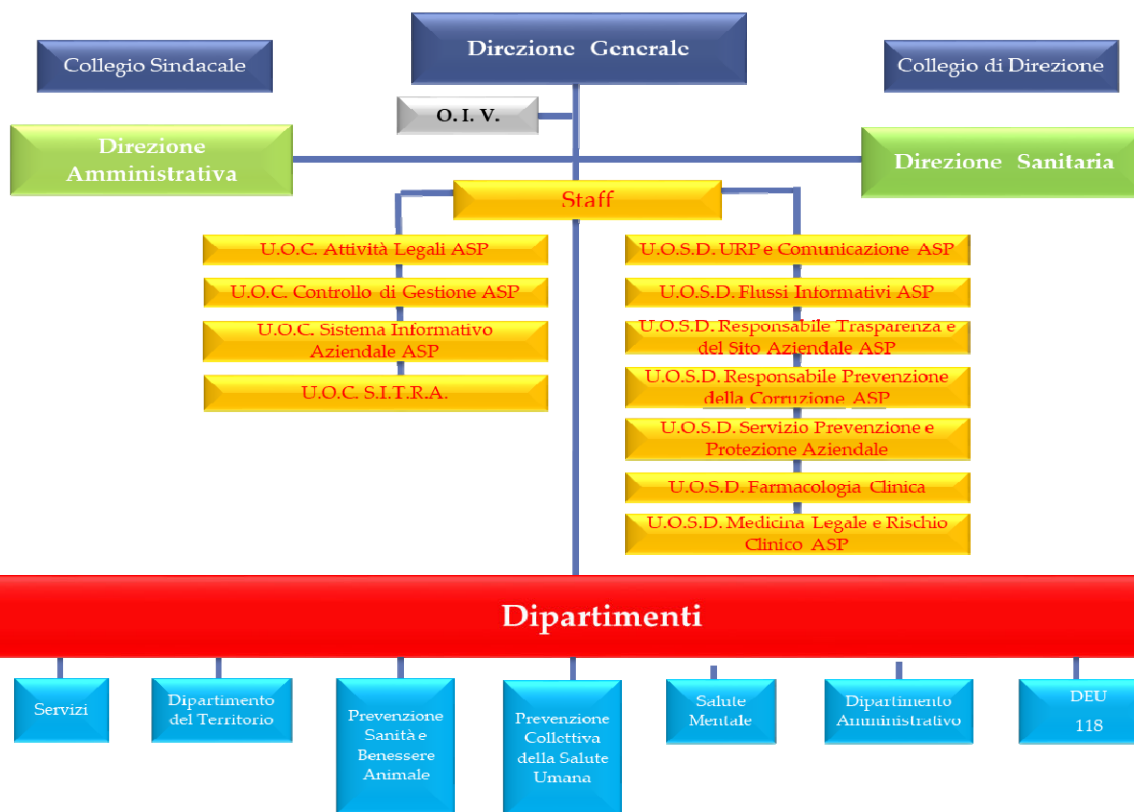 Direzione Generale
Collegio Sindacale
Collegio di Direzione
O. I. V.
Direzione
Amministrativa
Direzione Sanitaria
Staff
U.O.C. Attività Legali ASP
U.O.C. Controllo di Gestione ASP
U.O.C. Sistema Informativo
Aziendale ASP
U.O.C. S.I.T.R.A.
U.O.S.D. URP e Comunicazione ASP
U.O.S.D. Flussi Informativi ASP
U.O.S.D. Responsabile Trasparenza e
del Sito Aziendale ASP
U.O.S.D. Responsabile Prevenzione
della Corruzione ASP
U.O.S.D. Servizio Prevenzione e
Protezione Aziendale
U.O.S.D. Farmacologia Clinica
U.O.S.D. Medicina Legale e Rischio
Clinico ASP
Dipartimenti
Servizi
Dipartimento
del Territorio
Prevenzione
Sanità e
Benessere
Animale
Prevenzione
Collettiva
della Salute
Umana
Salute
Mentale
Dipartimento
Amministrativo
DEU
118